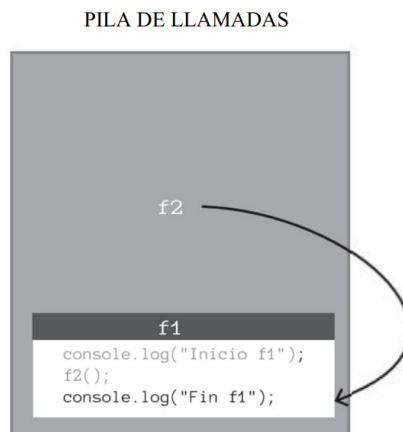 PILA DE LLAMADAS
f2
f1
console.log("Inicio f1");
f2();
console.log("Fin f1");